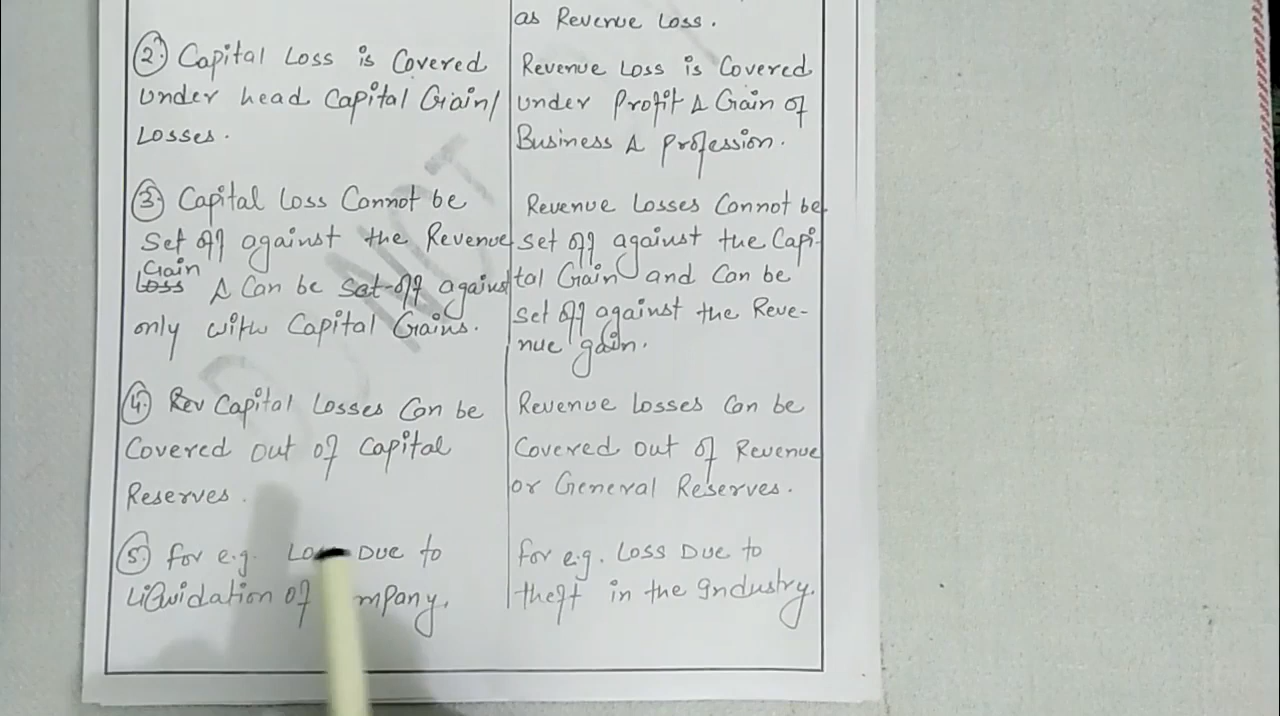 as Revenue Loss.
2. Capital Loss is Covered
under head Capital Gain/
Losses.
Revenue Loss is Covered
under Profit & Gain of
Business & Profession.
3. Capital Loss Cannot be
Set off against the Revenue
Gain
Loss & Can be Set-off against
only with Capital Gains.
Revenue Losses Cannot be
set off against the Capi-
tal Gain and Can be
set off against the Reve-
nue gain.
4. Rev Capital Losses Can be
Covered out of Capital
Reserves.
Revenue Losses Can be
Covered out of Revenue
or General Reserves.
5. for e.g. Due to
Liquidation of
for e.g. Loss Due to
theft in the Industry.
NOT